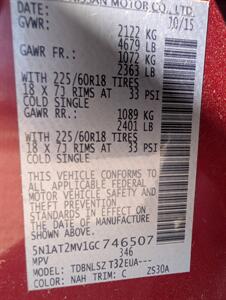 NISSAN MOTOR CO., LTD.
DATE: 10/15
GVWR: 2122 KG
4679 LB
GAWR FR: 1072 KG
2363 LB
WITH 225/60R18 TIRES
18 X 7J RIMS AT 33 PSI
COLD SINGLE
GAWR RR: 1089 KG
2401 LB
WITH 225/60R18 TIRES
18 X 7J RIMS AT 33 PSI
COLD SINGLE
THIS VEHICLE CONFORMS TO ALL
APPLICABLE FEDERAL MOTOR
VEHICLE SAFETY, BUMPER, AND
THEFT PREVENTION STANDARDS
IN EFFECT ON THE DATE
OF MANUFACTURE SHOWN ABOVE.
5N1AT2MV1GC746507
MPV 346
MODEL: TDBNLSZ T32EUA----
COLOR: NAH TRIM: C ZS30A